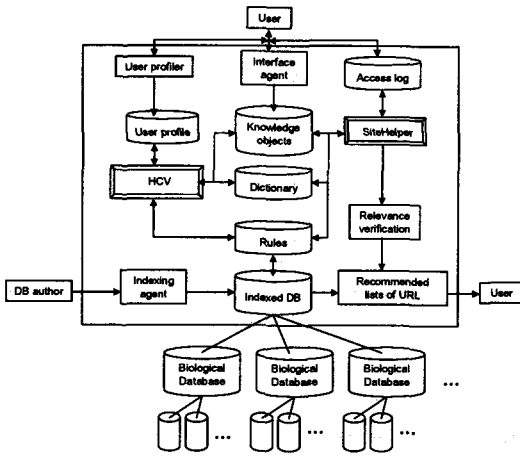 User
User profiler
Interface
agent
Access log
User profile
Knowledge
objects
SiteHelper
HCV
Dictionary
Relevance
verification
Rules
DB author
Indexing
agent
Indexed DB
Recommended
lists of URL
User
Biological
Database
Biological
Database
Biological
Database
...
...
...
...